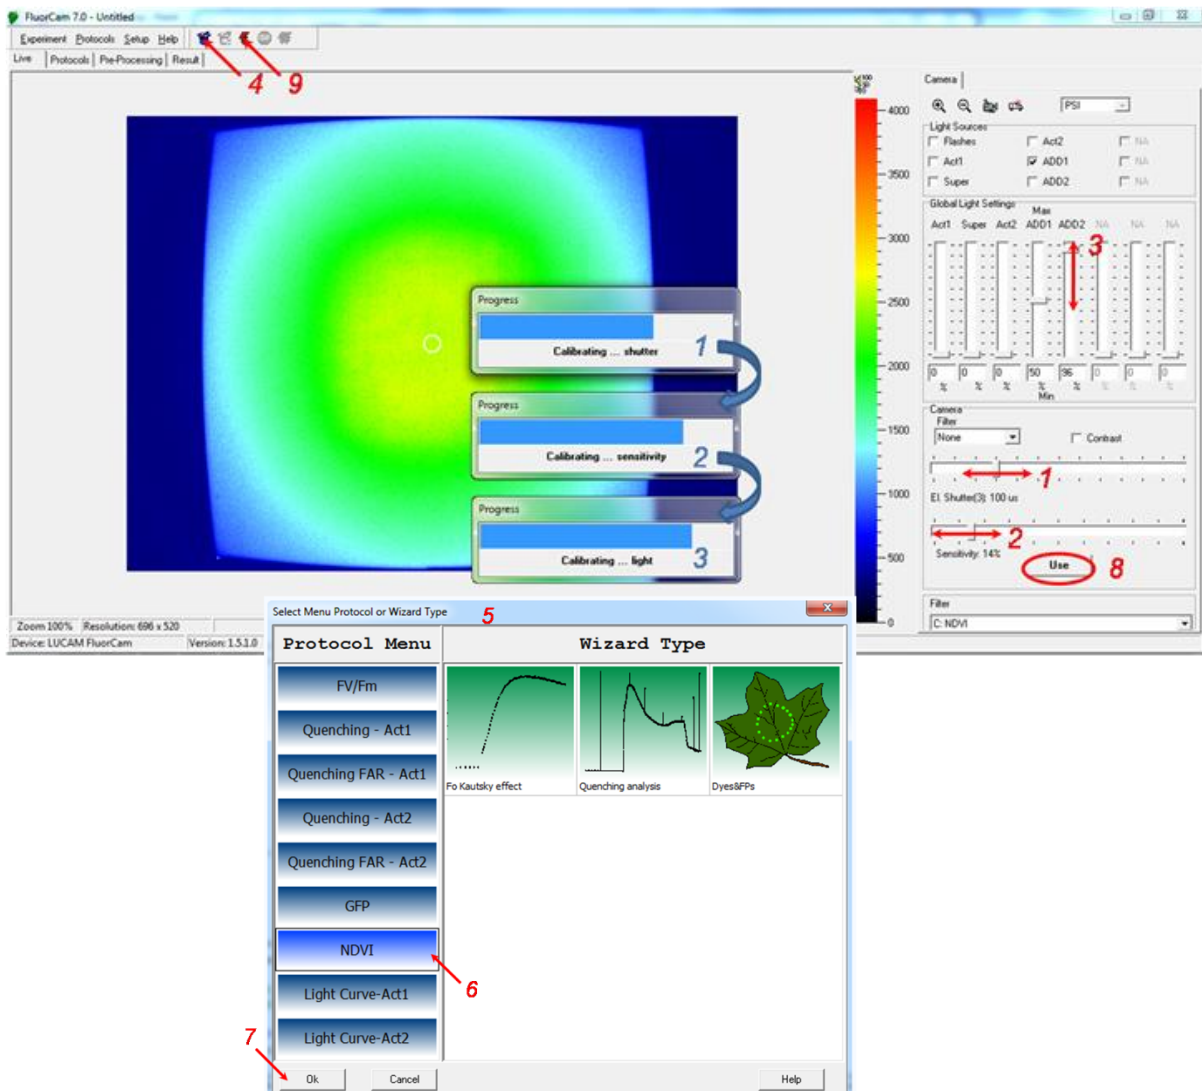 FluorCam 7.0 - Untitled
Experiment Protocols Setup Help
Live Protocols Pre-Processing Result
4 9
4000
3500
3000
2500
2000
1500
1000
500
0
Progress
Calibrating ... shutter 1
Progress
Calibrating ... sensitivity 2
Progress
Calibrating ... light 3
Zoom 100% Resolution: 696 x 520
Device: LUCAM FluorCam Version: 1.5.1.0
Camera
PSI
Light Sources
Flashes Act2 NA
Act1 ADD1 NA
Super ADD2 NA
Global Light Settings
Max
Act1 Super Act2 ADD1 ADD2 NA NA NA
3
0 0 0 50 96 0 0 0
% % % % % % % %
Min
Camera
Filter
None Contrast
1
El. Shutter(3): 100 us
2
Sensitivity: 14%
Use 8
Filter
C: NDVI
Select Menu Protocol or Wizard Type 5
Protocol Menu Wizard Type
FV/Fm
Quenching - Act1
Quenching FAR - Act1
Quenching - Act2
Quenching FAR - Act2
GFP
NDVI
Light Curve-Act1
Light Curve-Act2
Fo Kautsky effect Quenching analysis Dyes&FPs
6
7
Ok Cancel Help